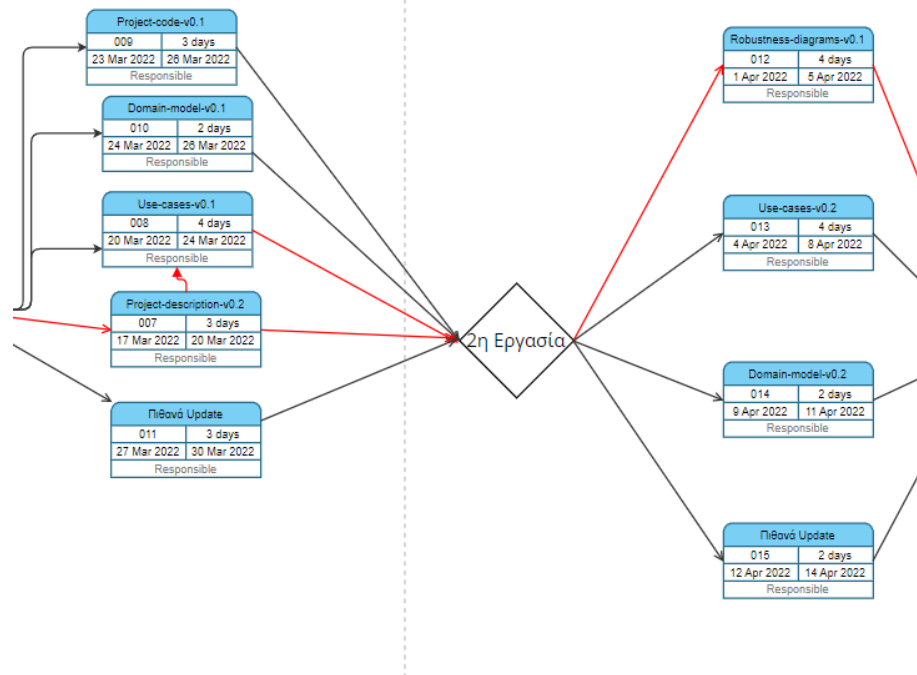 Project-code-v0.1
009 3 days
23 Mar 2022 26 Mar 2022
Responsible
Domain-model-v0.1
010 2 days
24 Mar 2022 26 Mar 2022
Responsible
Use-cases-v0.1
008 4 days
20 Mar 2022 24 Mar 2022
Responsible
Project-description-v0.2
007 3 days
17 Mar 2022 20 Mar 2022
Responsible
Πιθανά Update
011 3 days
27 Mar 2022 30 Mar 2022
Responsible
2η Εργασία
Robustness-diagrams-v0.1
012 4 days
1 Apr 2022 5 Apr 2022
Responsible
Use-cases-v0.2
013 4 days
4 Apr 2022 8 Apr 2022
Responsible
Domain-model-v0.2
014 2 days
9 Apr 2022 11 Apr 2022
Responsible
Πιθανά Update
015 2 days
12 Apr 2022 14 Apr 2022
Responsible